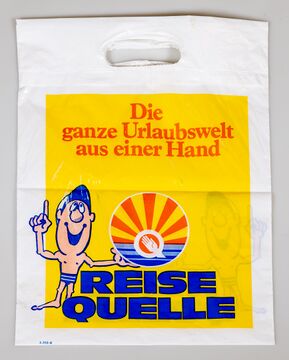 Die
ganze Urlaubswelt
aus einer Hand
REISE
QUELLE